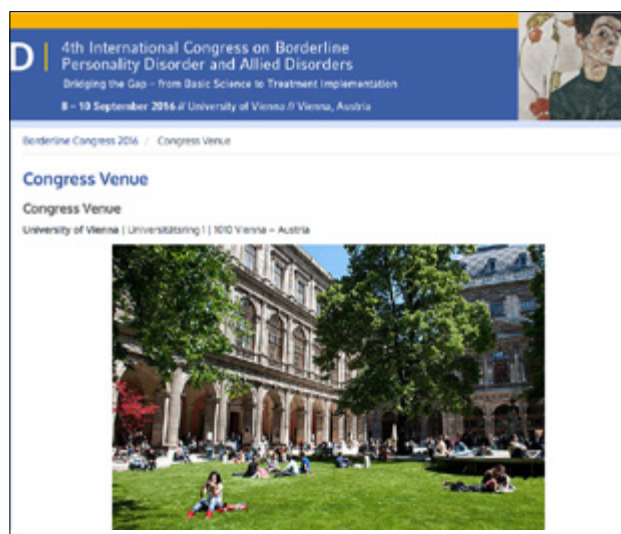 D
4th International Congress on Borderline
Personality Disorder and Allied Disorders
Bridging the Gap – from Basic Science to Treatment Implementation
8 – 10 September 2016 // University of Vienna // Vienna, Austria
Borderline Congress 2016 / Congress Venue
Congress Venue
Congress Venue
University of Vienna | Universitätsring 1 | 1010 Vienna – Austria